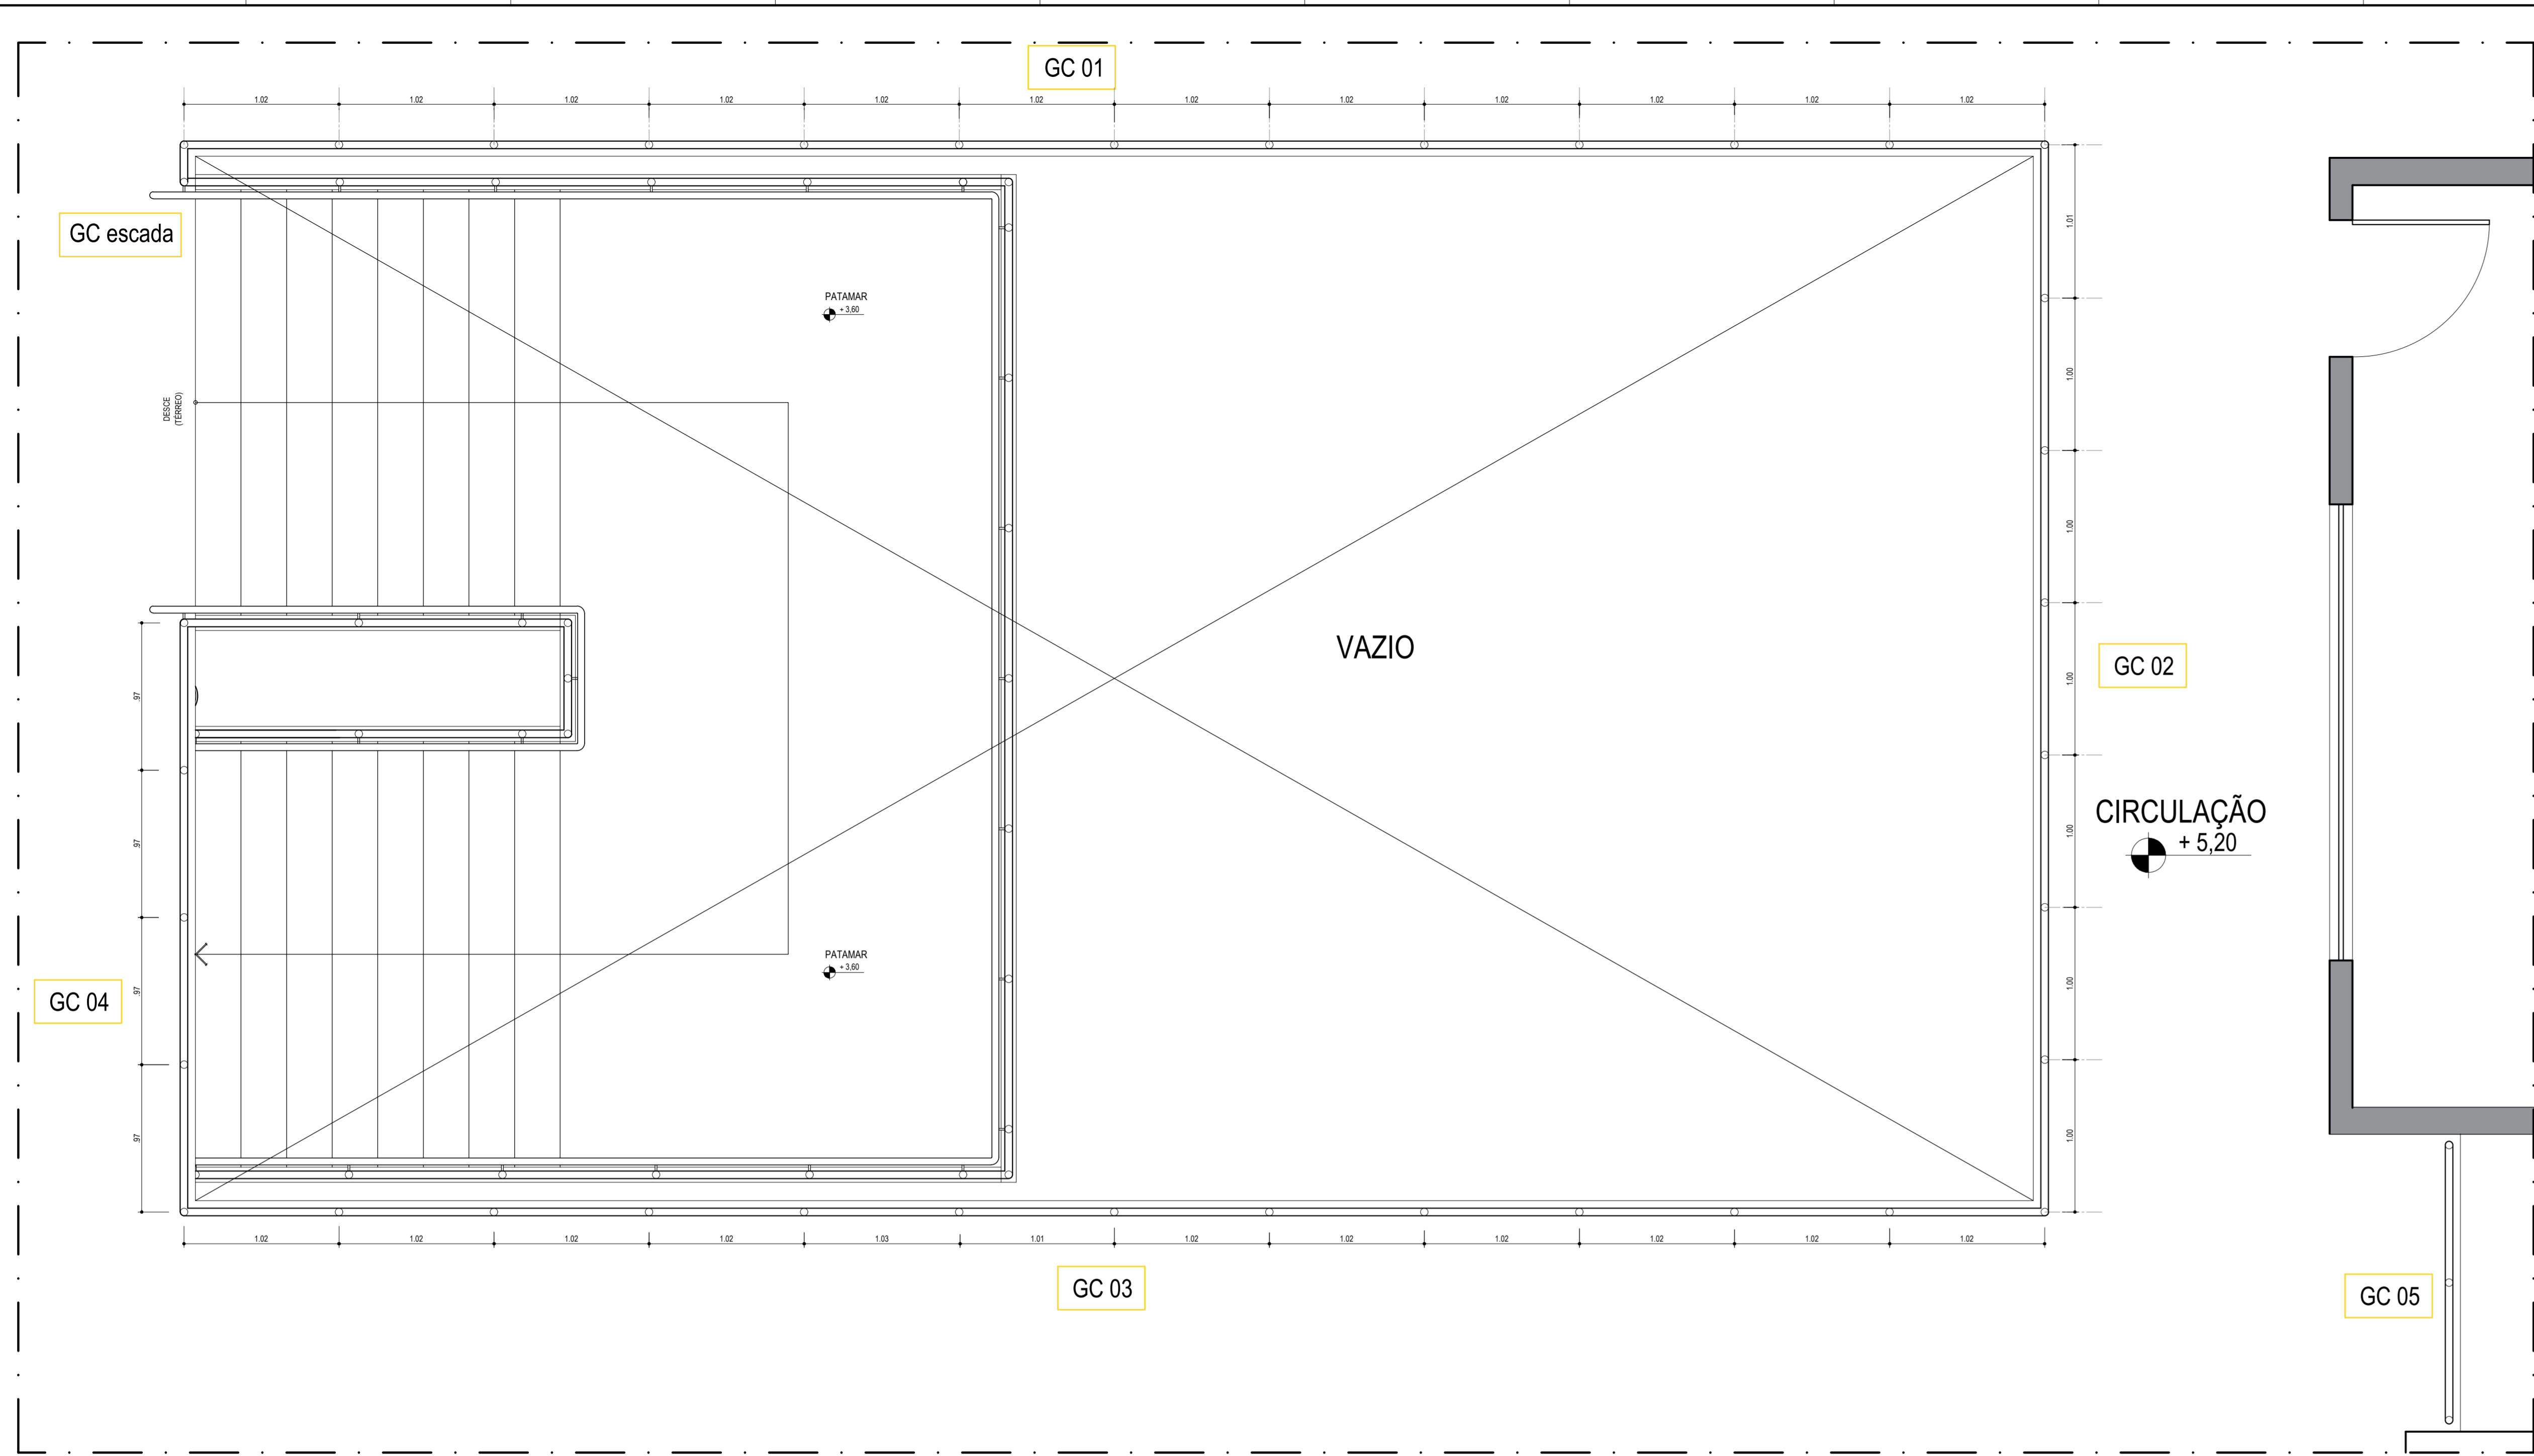 GC 01
1.02 1.02 1.02 1.02 1.02 1.02 1.02 1.02 1.02 1.02 1.02 1.02
GC escada
1.01
PATAMAR
+ 3,60
1.00
DESCE
(TÉRREO)
1.00
VAZIO
GC 02
1.00
.97
CIRCULAÇÃO
+ 5,20
1.00
.97
PATAMAR
+ 3,60
1.00
GC 04
.97
1.00
.97
1.02 1.02 1.02 1.02 1.03 1.01 1.02 1.02 1.02 1.02 1.02 1.02
GC 03
GC 05